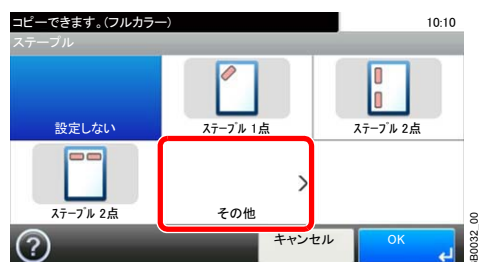 コピーできます。(フルカラー)
10:10
ステープル
設定しない
ステープル 1点
ステープル 2点
ステープル 2点
その他
?
キャンセル
OK
B0032_00